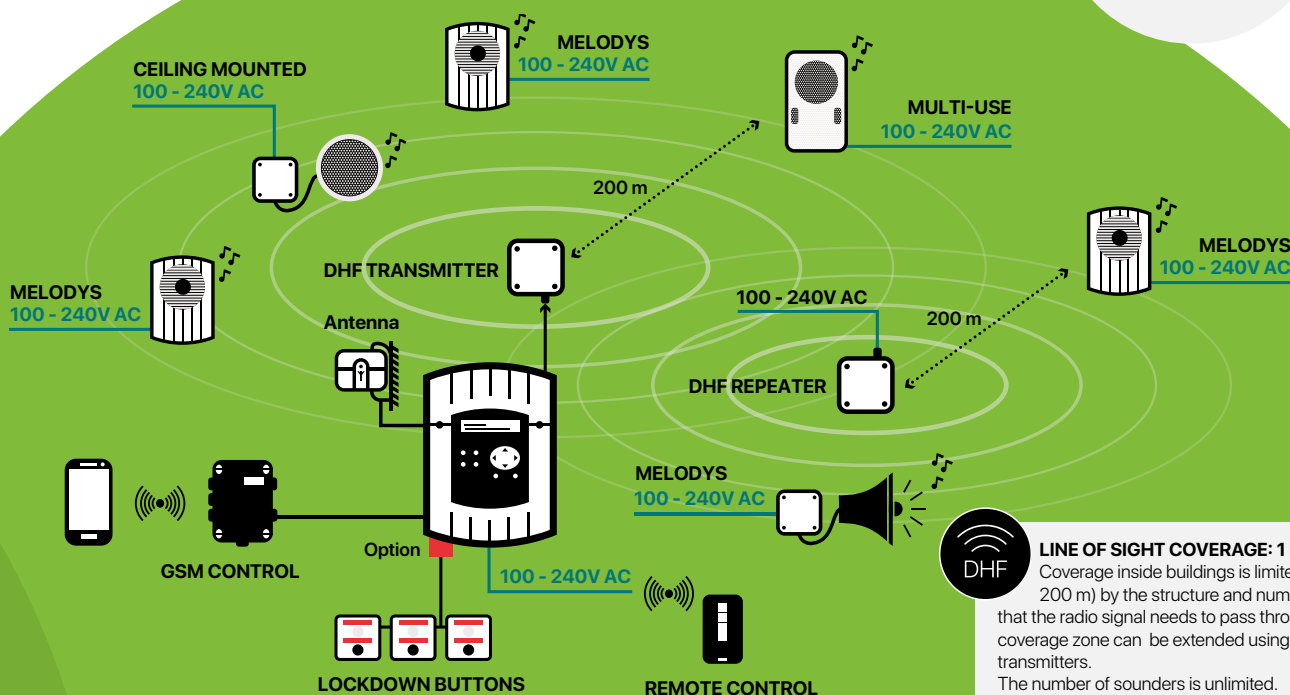 MELODYS
100 - 240V AC
CEILING MOUNTED
100 - 240V AC
MULTI-USE
100 - 240V AC
200 m
MELODYS
100 - 240V AC
DHF TRANSMITTER
MELODYS
100 - 240V AC
100 - 240V AC
200 m
Antenna
DHF REPEATER
MELODYS
100 - 240V AC
Option
GSM CONTROL
100 - 240V AC
LOCKDOWN BUTTONS
REMOTE CONTROL
DHF
LINE OF SIGHT COVERAGE: 1
Coverage inside buildings is limite
200 m) by the structure and num
that the radio signal needs to pass thro
coverage zone can be extended using
transmitters.
The number of sounders is unlimited.